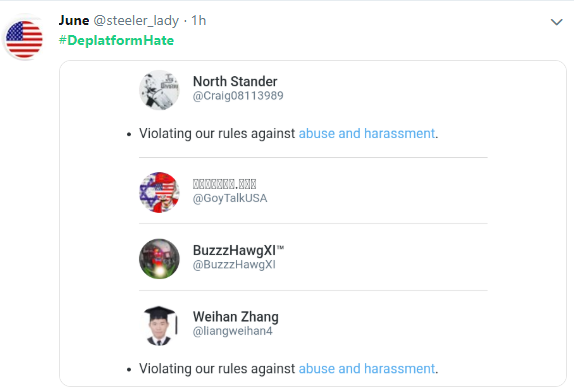 June @steeler_lady · 1h
#DeplatformHate
North Stander
@Craig08113989
• Violating our rules against abuse and harassment.
@GoyTalkUSA
BuzzzHawgXI™
@BuzzzHawgXI
Weihan Zhang
@liangweihan4
• Violating our rules against abuse and harassment.